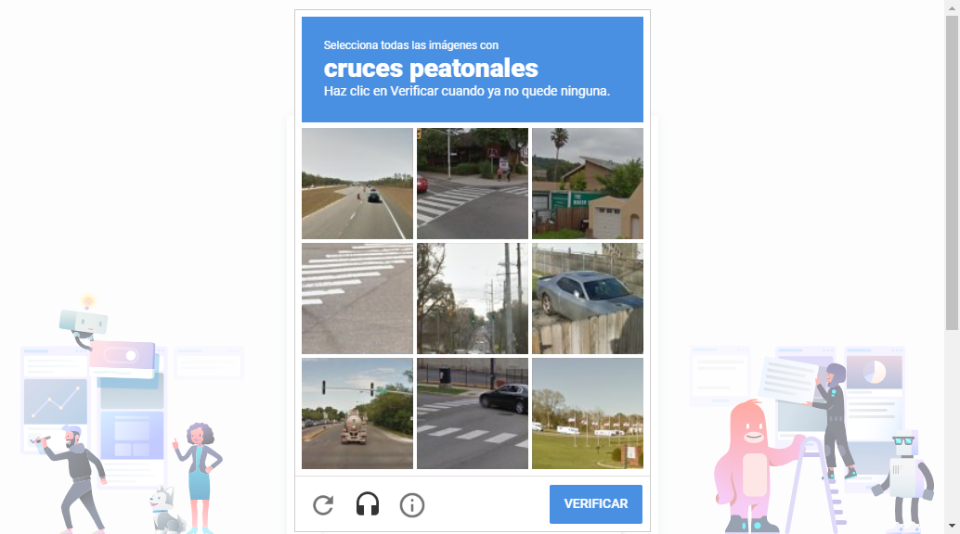 Selecciona todas las imágenes con
cruces peatonales
Haz clic en Verificar cuando ya no quede ninguna.
VERIFICAR